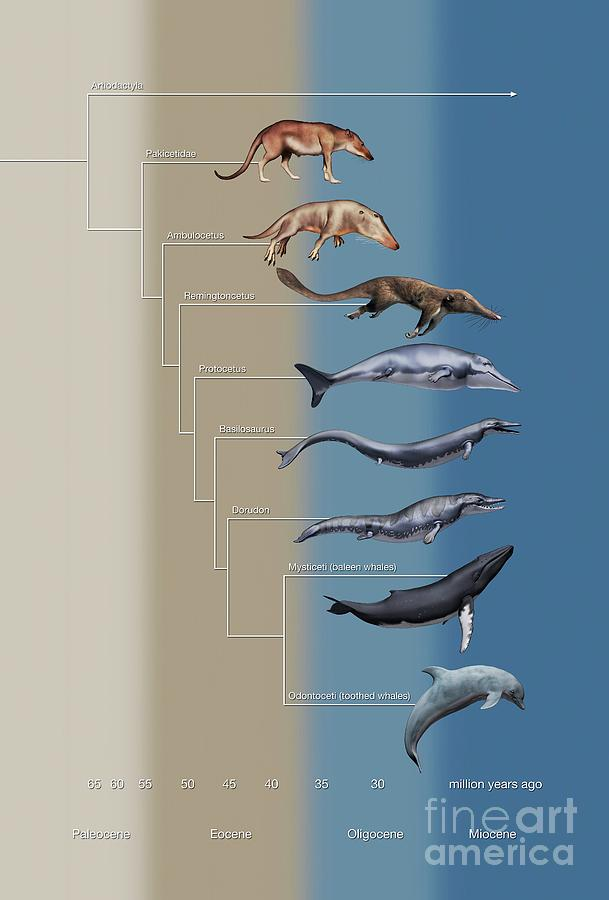 Artiodactyla
Pakicetidae
Ambulocetus
Remingtoncetus
Protocetus
Basilosaurus
Dorudon
Mysticeti (baleen whales)
Odontoceti (toothed whales)
65 60 55 50 45 40 35 30 million years ago
Paleocene Eocene Oligocene Miocene
fineart
america